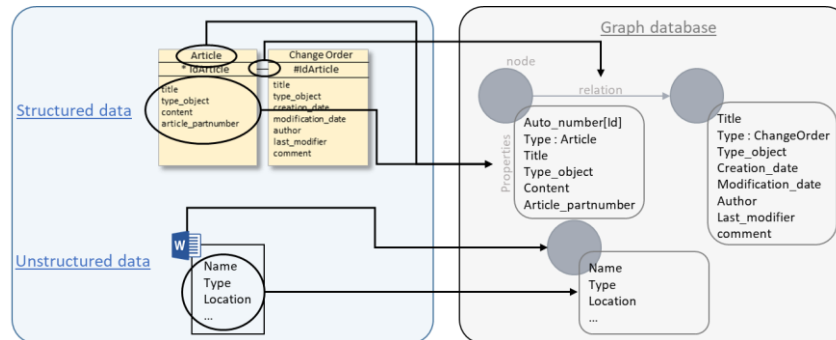 Structured data
Article
* IdArticle
title
type_object
content
article_partnumber
Change Order
#IdArticle
title
type_object
creation_date
modification_date
author
last_modifier
comment
Unstructured data
W
Name
Type
Location
...
Graph database
node
relation
Properties
Auto_number[Id]
Type : Article
Title
Type_object
Content
Article_partnumber
Title
Type : ChangeOrder
Type_object
Creation_date
Modification_date
Author
Last_modifier
comment
Name
Type
Location
...